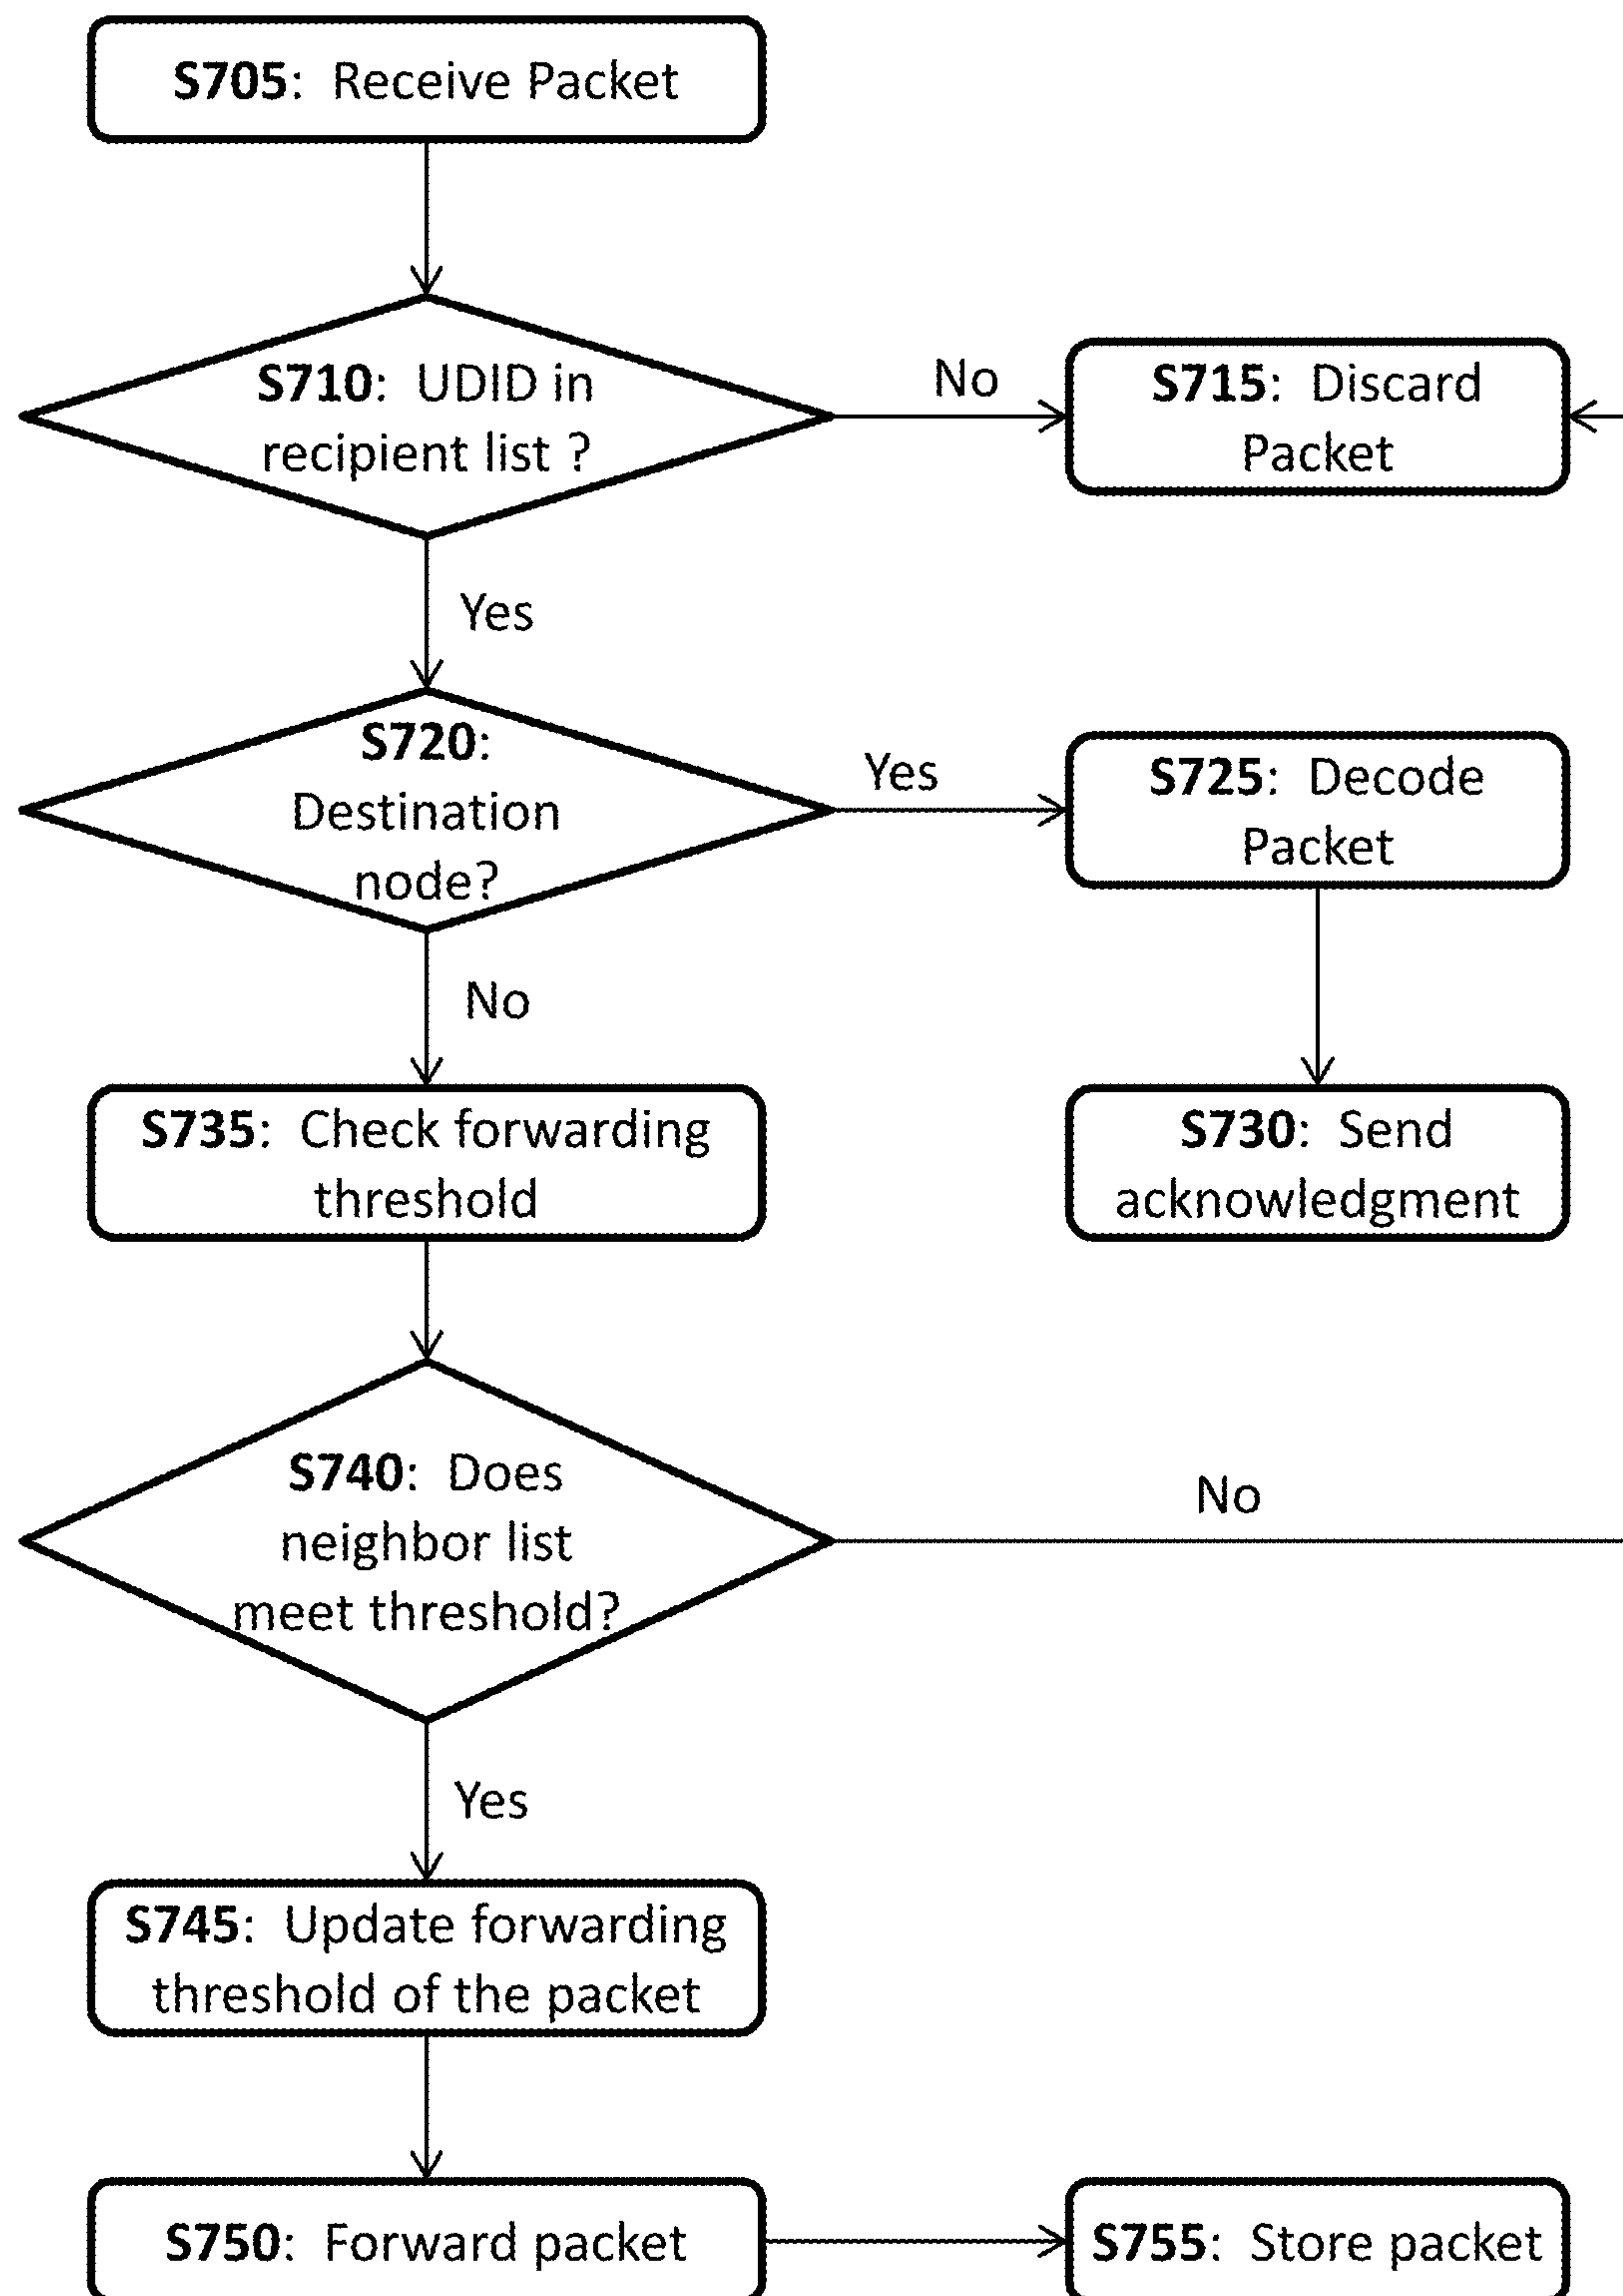 S705: Receive Packet
S710: UDID in
recipient list ?
No
S715: Discard
Packet
Yes
S720:
Destination
node?
Yes
S725: Decode
Packet
No
S735: Check forwarding
threshold
S730: Send
acknowledgment
S740: Does
neighbor list
meet threshold?
No
Yes
S745: Update forwarding
threshold of the packet
S750: Forward packet
S755: Store packet